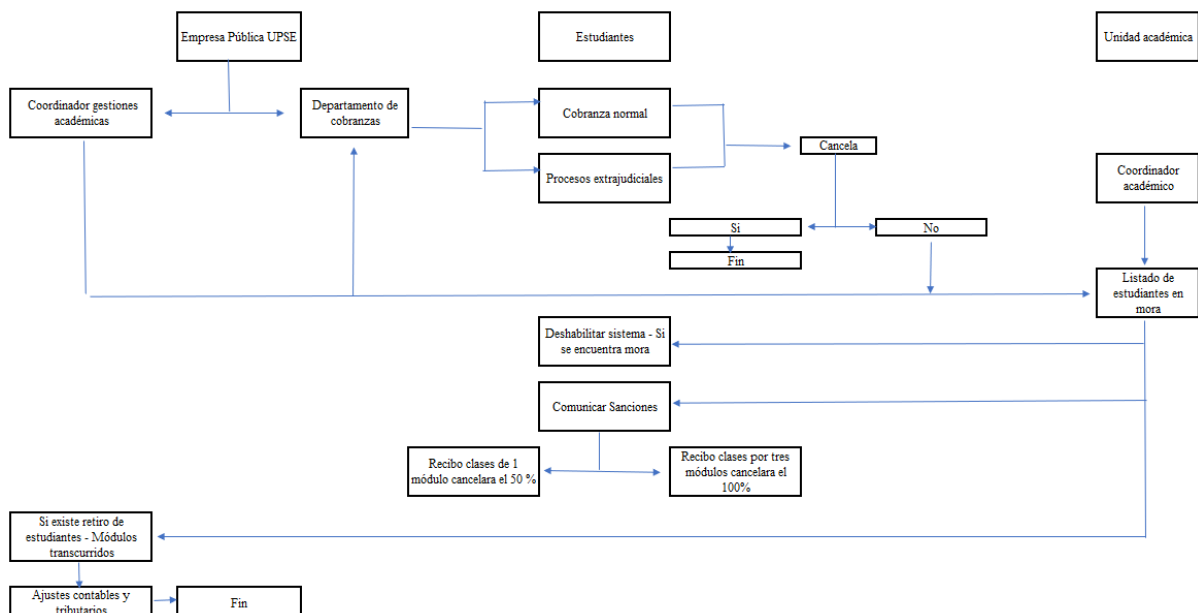 Empresa Pública UPSE
Estudiantes
Unidad académica
Coordinador gestiones
académicas
Departamento de
cobranzas
Cobranza normal
Cancela
Procesos extrajudiciales
Coordinador
académico
Si
No
Fin
Listado de
estudiantes en
mora
Deshabilitar sistema - Si
se encuentra mora
Comunicar Sanciones
Recibo clases de 1
módulo cancelara el 50 %
Recibo clases por tres
módulos cancelara el
100%
Si existe retiro de
estudiantes - Módulos
transcurridos
Ajustes contables y
tributarios
Fin